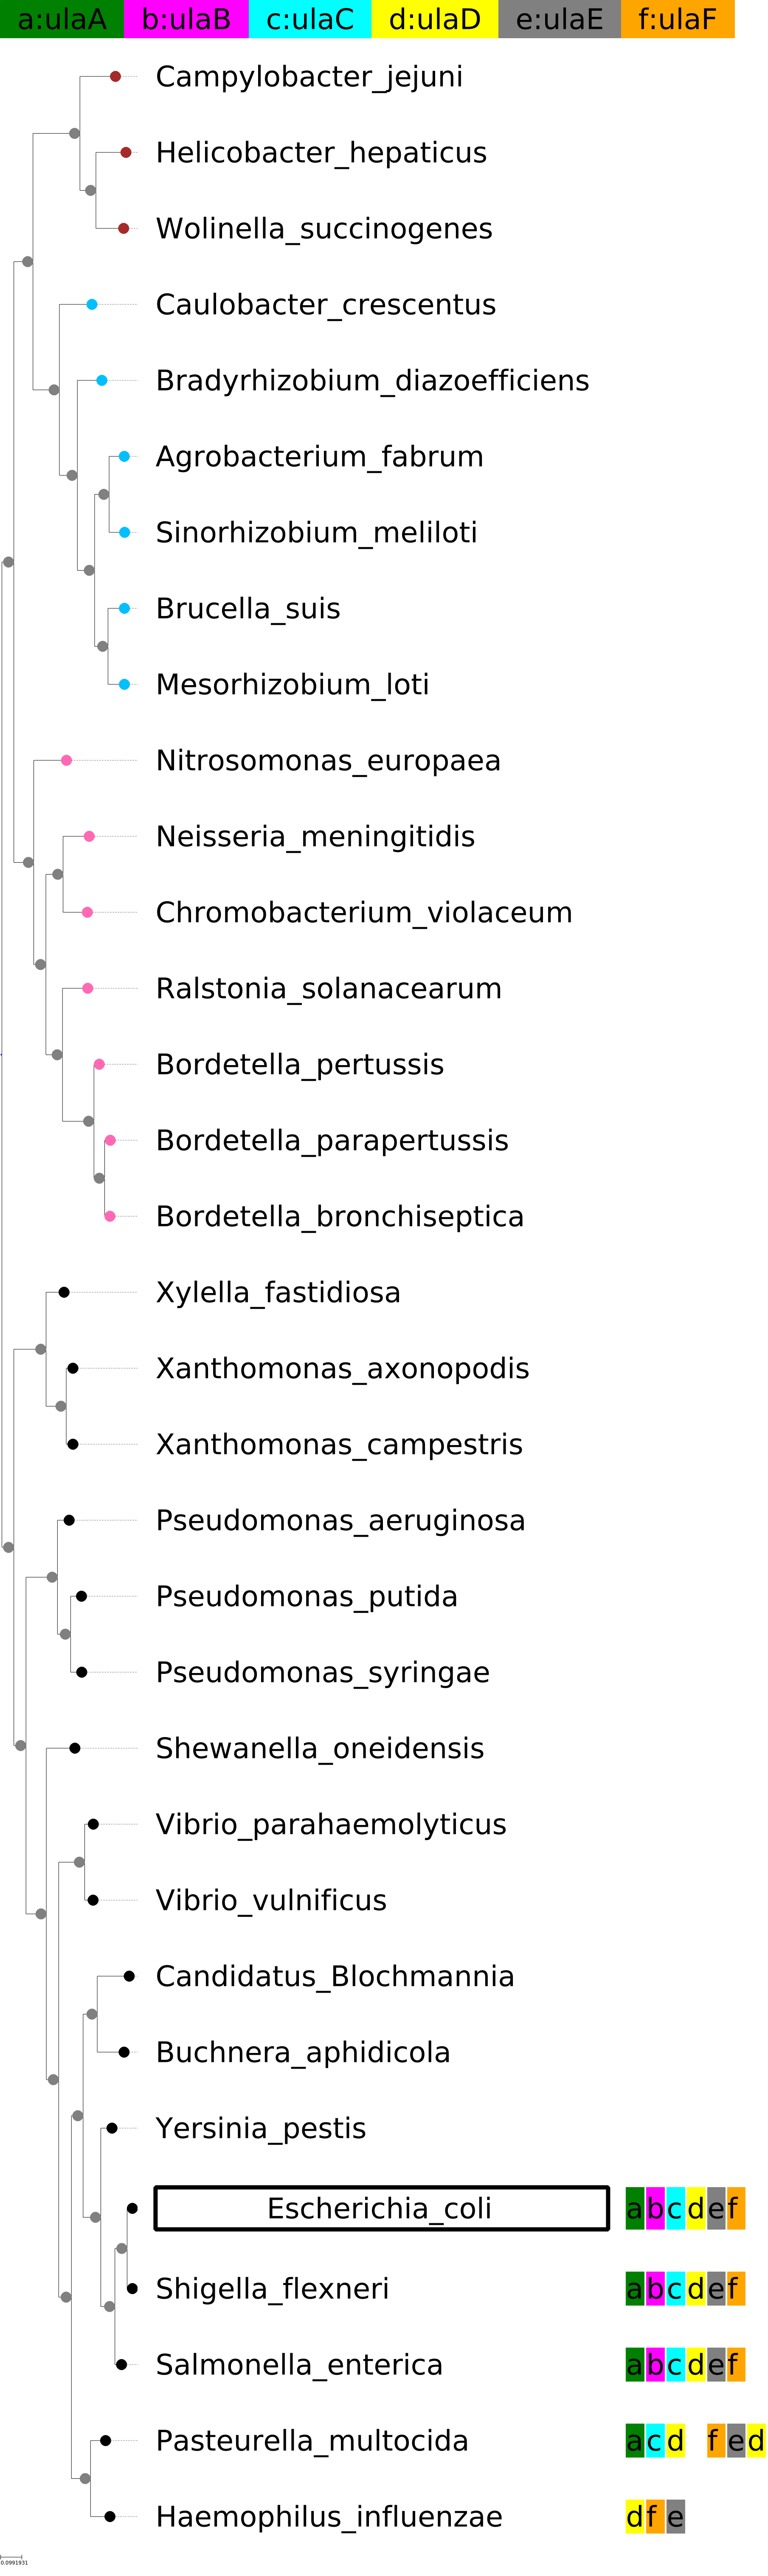 a:ulaA b:ulaB c:ulaC d:ulaD e:ulaE f:ulaF
Campylobacter_jejuni
Helicobacter_hepaticus
Wolinella_succinogenes
Caulobacter_crescentus
Bradyrhizobium_diazoefficiens
Agrobacterium_fabrum
Sinorhizobium_meliloti
Brucella_suis
Mesorhizobium_loti
Nitrosomonas_europaea
Neisseria_meningitidis
Chromobacterium_violaceum
Ralstonia_solanacearum
Bordetella_pertussis
Bordetella_parapertussis
Bordetella_bronchiseptica
Xylella_fastidiosa
Xanthomonas_axonopodis
Xanthomonas_campestris
Pseudomonas_aeruginosa
Pseudomonas_putida
Pseudomonas_syringae
Shewanella_oneidensis
Vibrio_parahaemolyticus
Vibrio_vulnificus
Candidatus_Blochmannia
Buchnera_aphidicola
Yersinia_pestis
Escherichia_coli a b c d e f
Shigella_flexneri a b c d e f
Salmonella_enterica a b c d e f
Pasteurella_multocida a c d f e d
Haemophilus_influenzae d f e
0.0991931